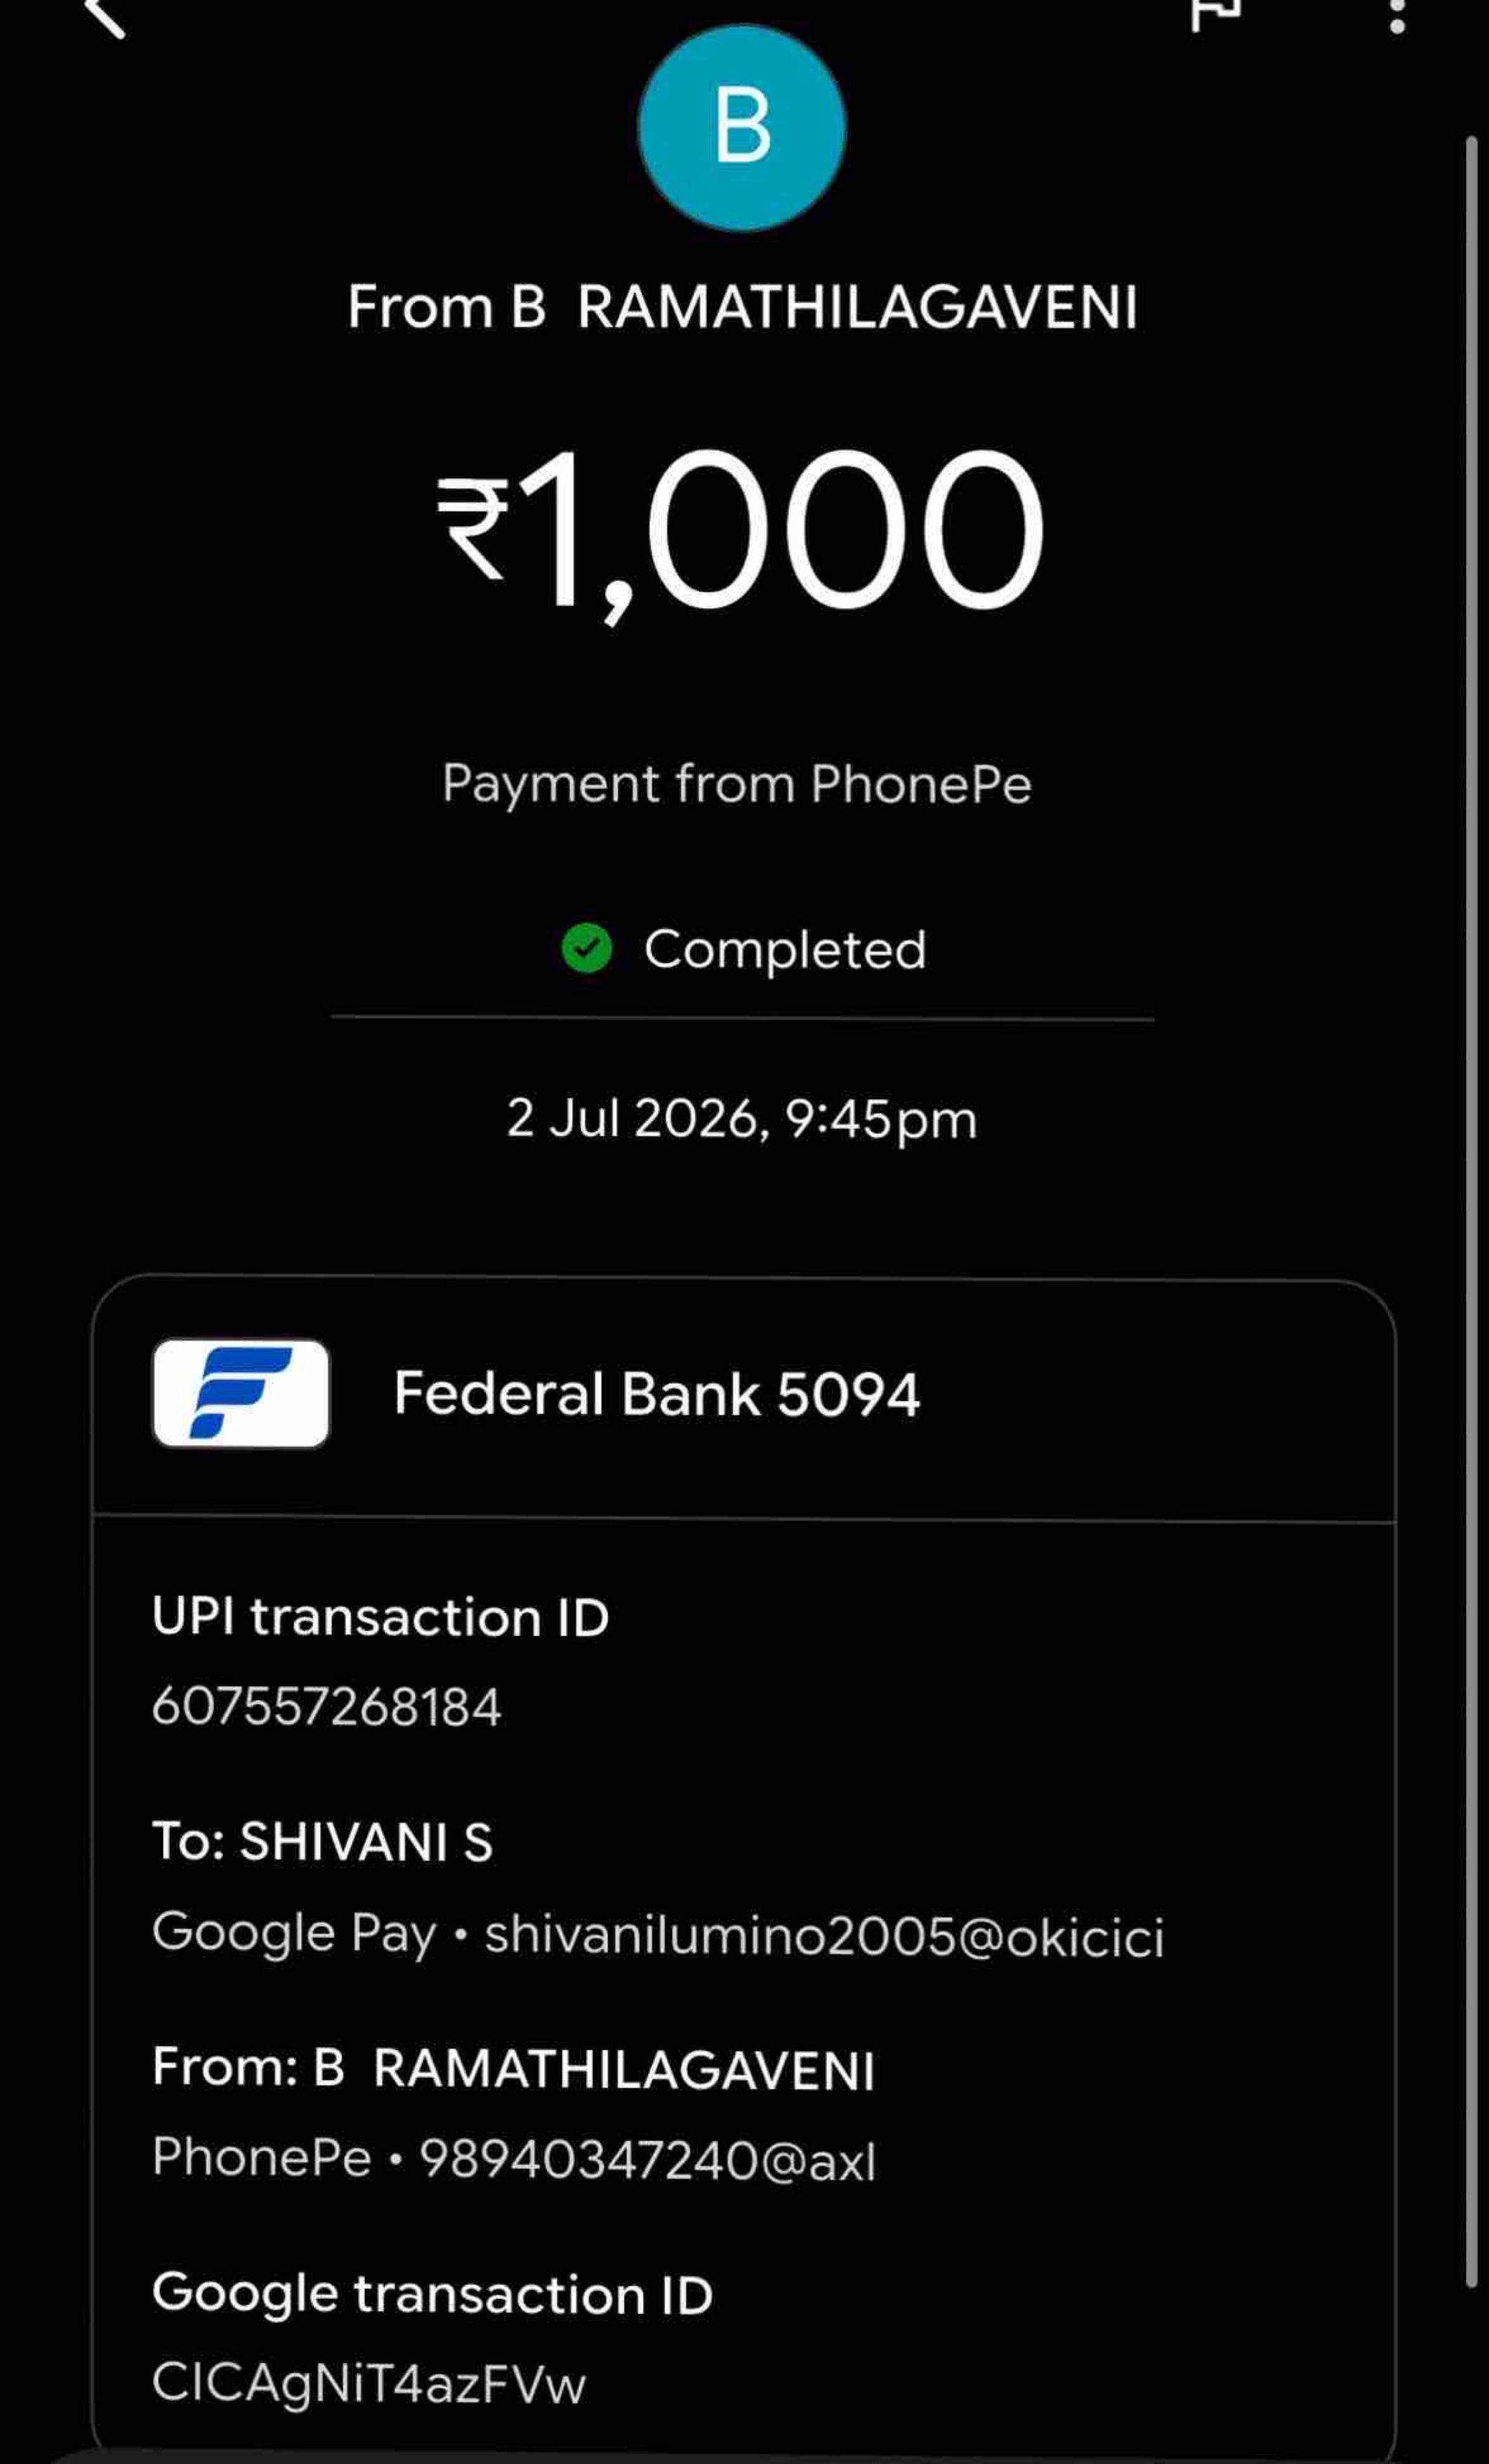 B
From B RAMATHILAGAVENI
₹1,000
Payment from PhonePe
Completed
2 Jul 2026, 9:45pm
Federal Bank 5094
UPI transaction ID
607557268184
To: SHIVANI S
Google Pay • shivanilumino2005@okicici
From: B RAMATHILAGAVENI
PhonePe • 98940347240@axl
Google transaction ID
CICAgNiT4azFVw